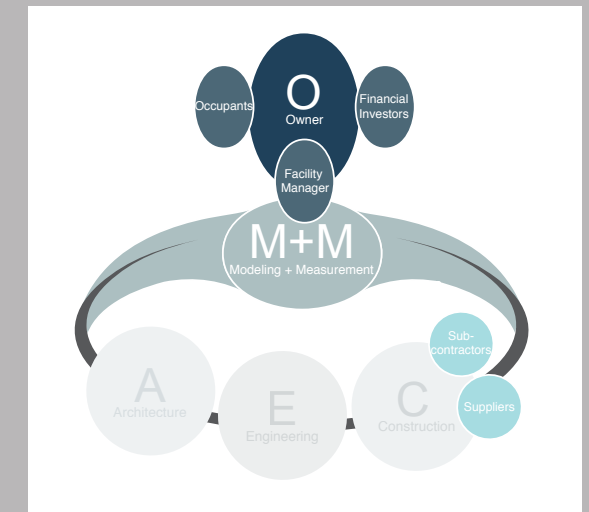 O
Owner
Occupants
Financial
Investors
Facility
Manager
M+M
Modeling + Measurement
Sub-
contractors
A
Architecture
E
Engineering
C
Construction
Suppliers